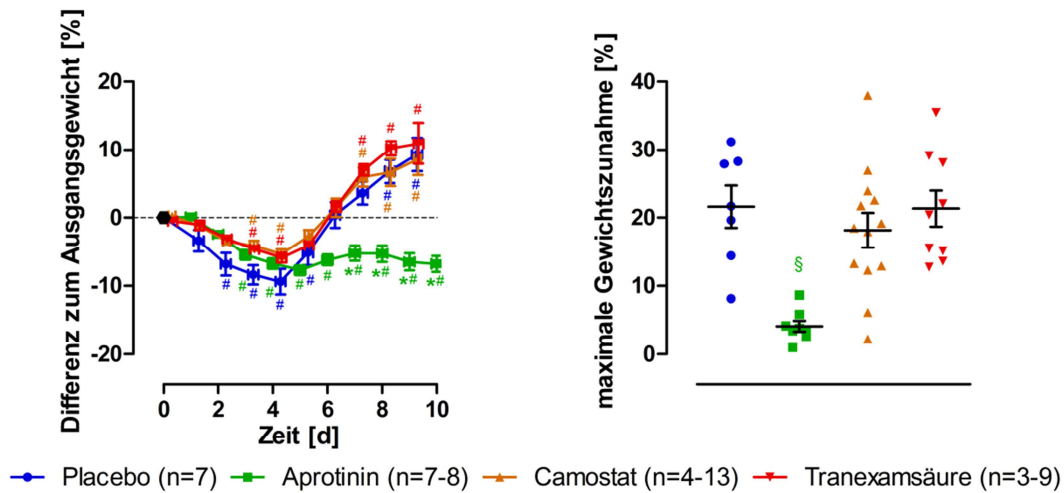 Differenz zum Ausgangsgewicht [%]
20
10
0
-10
-20
# # # # # # # # #
# # # # # # # #
# # # # # # # # *# *# *# *#
0 2 4 6 8 10
Zeit [d]
maximale Gewichtszunahme [%]
40
30
20
10
0
§
Placebo (n=7) Aprotinin (n=7-8) Camostat (n=4-13) Tranexamsäure (n=3-9)